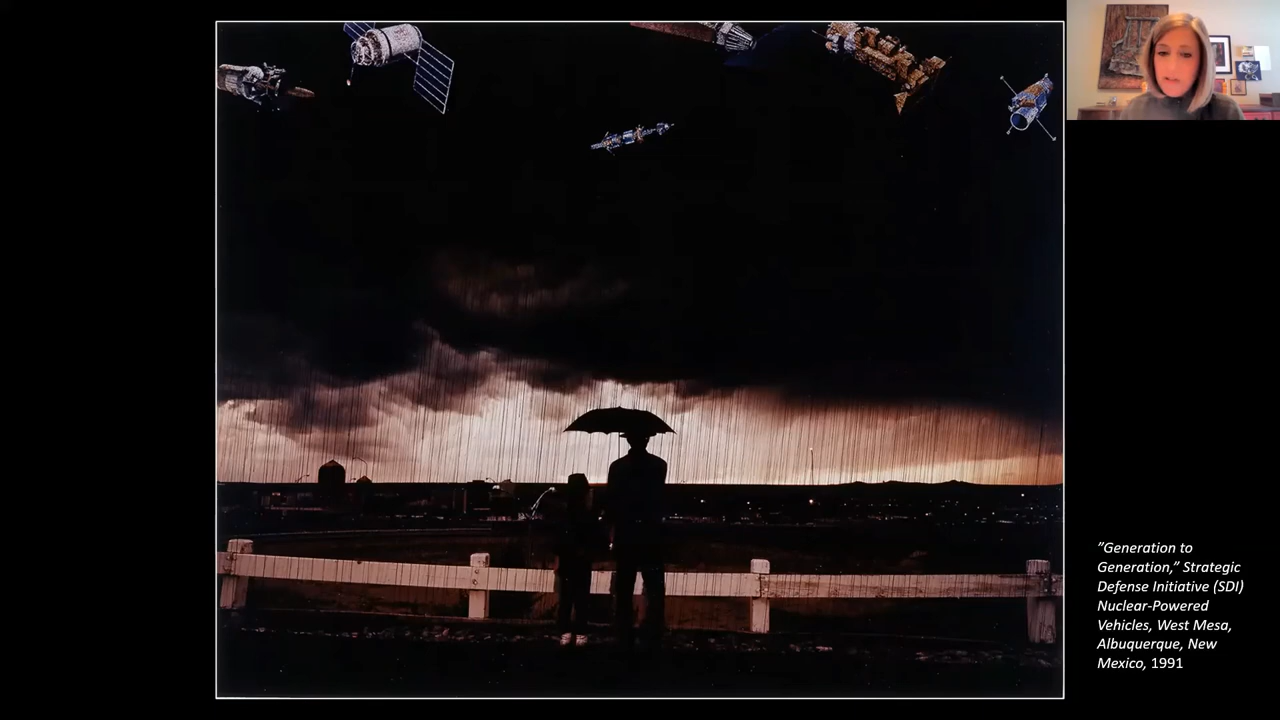 ”Generation to
Generation,” Strategic
Defense Initiative (SDI)
Nuclear-Powered
Vehicles, West Mesa,
Albuquerque, New
Mexico, 1991